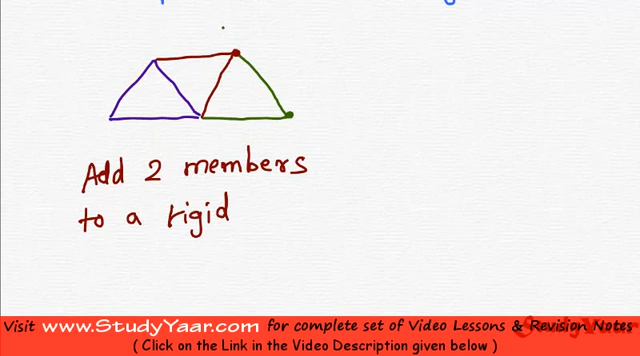 Add 2 members
to a rigid
StudyYaar
Visit www.StudyYaar.com for complete set of Video Lessons & Revision Notes
( Click on the Link in the Video Description given below )